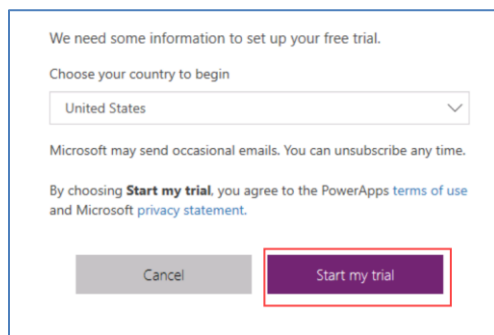 We need some information to set up your free trial.
Choose your country to begin
United States
Microsoft may send occasional emails. You can unsubscribe any time.
By choosing Start my trial, you agree to the PowerApps terms of use
and Microsoft privacy statement.
Cancel
Start my trial